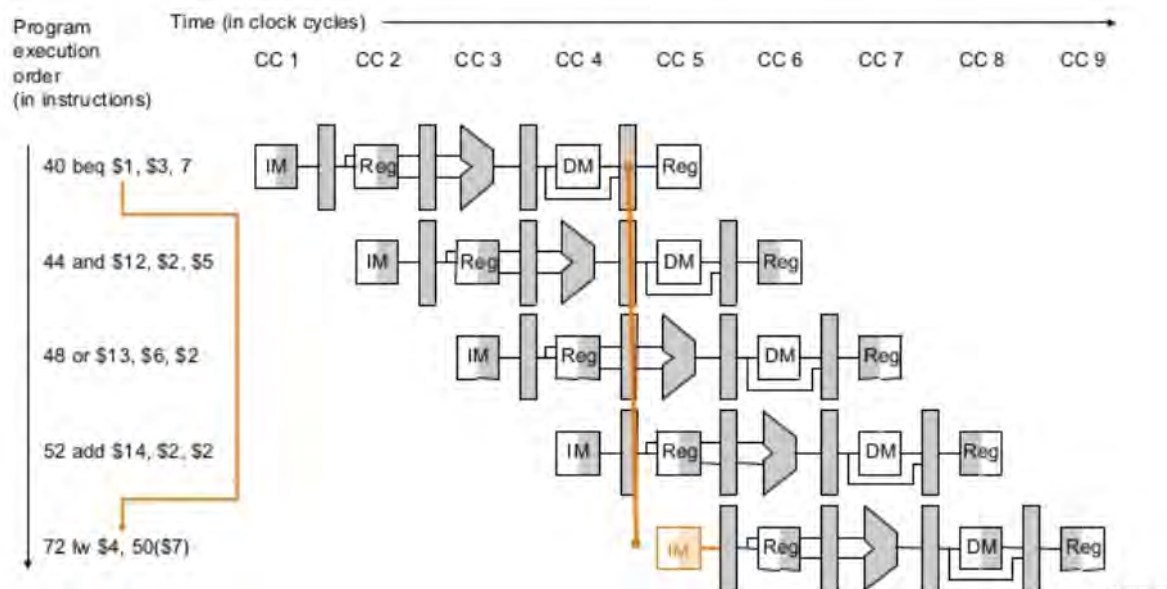 Time (in clock cycles)
Program
execution
order
(in instructions)
CC 1 CC 2 CC 3 CC 4 CC 5 CC 6 CC 7 CC 8 CC 9
40 beq $1, $3, 7 IM Reg DM Reg
44 and $12, $2, $5 IM Reg DM Reg
48 or $13, $6, $2 IM Reg DM Reg
52 add $14, $2, $2 IM Reg DM Reg
72 lw $4, 50($7) IM Reg DM Reg